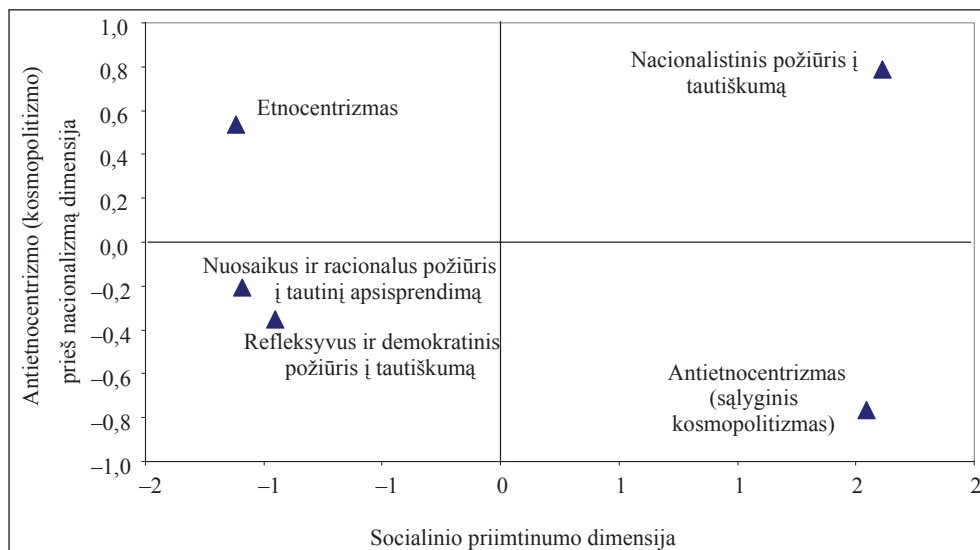 Antietnocentrizmo (kosmopolitizmo)
prieš nacionalizmą dimensija
1,0
0,8
0,6
0,4
0,2
0,0
–0,2
–0,4
–0,6
–0,8
–1,0
Nacionalistinis požiūris į
tautiškumą
Etnocentrizmas
Nuosaikus ir racionalus požiūris
į tautinį apsisprendimą
Refleksyvus ir demokratinis
požiūris į tautiškumą
Antietnocentrizmas
(sąlyginis
kosmopolitizmas)
–2 –1 –1 0 1 1 2 2
Socialinio priimtinumo dimensija